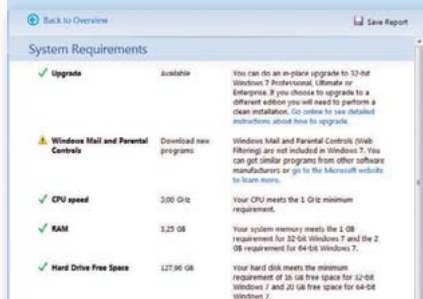 Back to Overview
Save Report
System Requirements
Upgrade
Available
You can do an in-place upgrade to 32-bit
Windows 7 Professional, Ultimate or
Enterprise. If you choose to upgrade to a
different edition you will need to perform a
clean installation. Go online to see detailed
instructions about how to upgrade.
Windows Mail and Parental
Controls
Download new
programs
Windows Mail and Parental Controls (Web
Filtering) are not included in Windows 7. You
can get similar programs from other software
manufacturers or go to the Microsoft website
to learn more.
CPU speed
3,00 GHz
Your CPU meets the 1 GHz minimum
requirement.
RAM
3,25 GB
Your system memory meets the 1 GB
requirement for 32-bit Windows 7 and the 2
GB requirement for 64-bit Windows 7.
Hard Drive Free Space
127,96 GB
Your hard disk meets the minimum
requirement of 16 GB free space for 32-bit
Windows 7 and 20 GB free space for 64-bit
Windows 7.